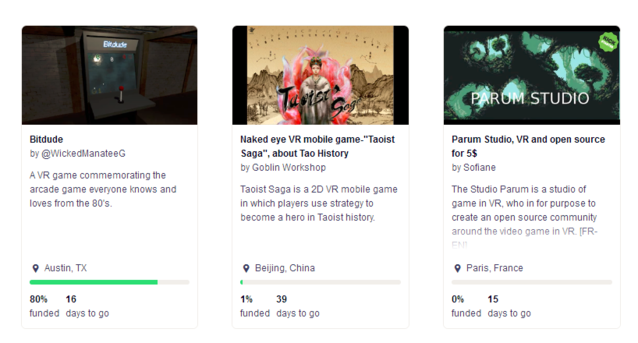 Bitdude
Bitdude
by @WickedManateeG
A VR game commemorating the
arcade game everyone knows and
loves from the 80's.
Austin, TX
80%
funded
16
days to go
Taoist's
Saga
Naked eye VR mobile game-"Taoist
Saga", about Tao History
by Goblin Workshop
Taoist Saga is a 2D VR mobile game
in which players use strategy to
become a hero in Taoist history.
Beijing, China
1%
funded
39
days to go
PARUM STUDIO
Parum Studio, VR and open source
for 5$
by Sofiane
The Studio Parum is a studio of
game in VR, who in for purpose to
create an open source community
around the video game in VR. [FR-
EN]
Paris, France
0%
funded
15
days to go